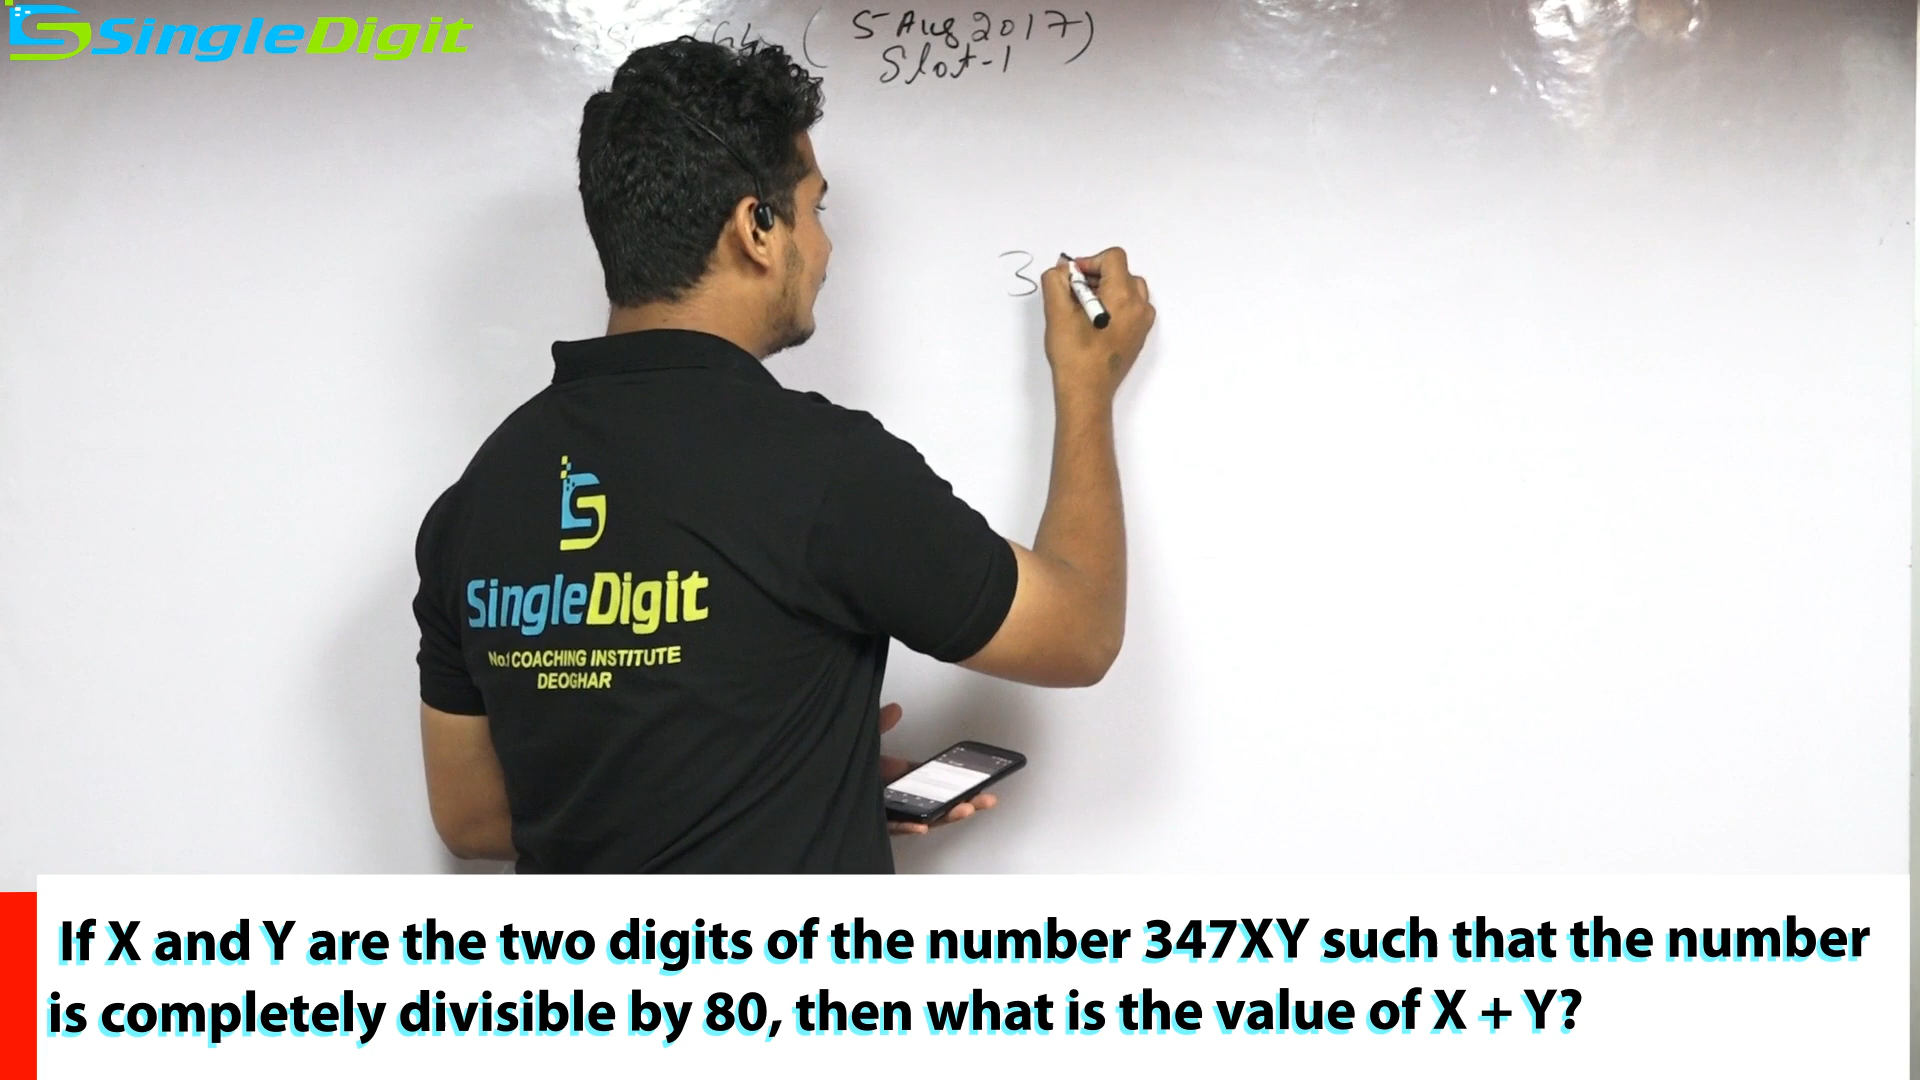 SingleDigit
(5 Aug 2017)
Slot-1
3
SingleDigit
No.1 COACHING INSTITUTE
DEOGHAR
If X and Y are the two digits of the number 347XY such that the number
is completely divisible by 80, then what is the value of X + Y?